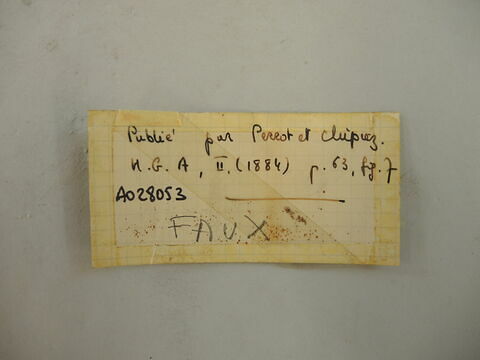 Publié par Perrot et Chipiez.
H.G.A, II. (1884) p. 63, fig. 7
A028053
FAUX